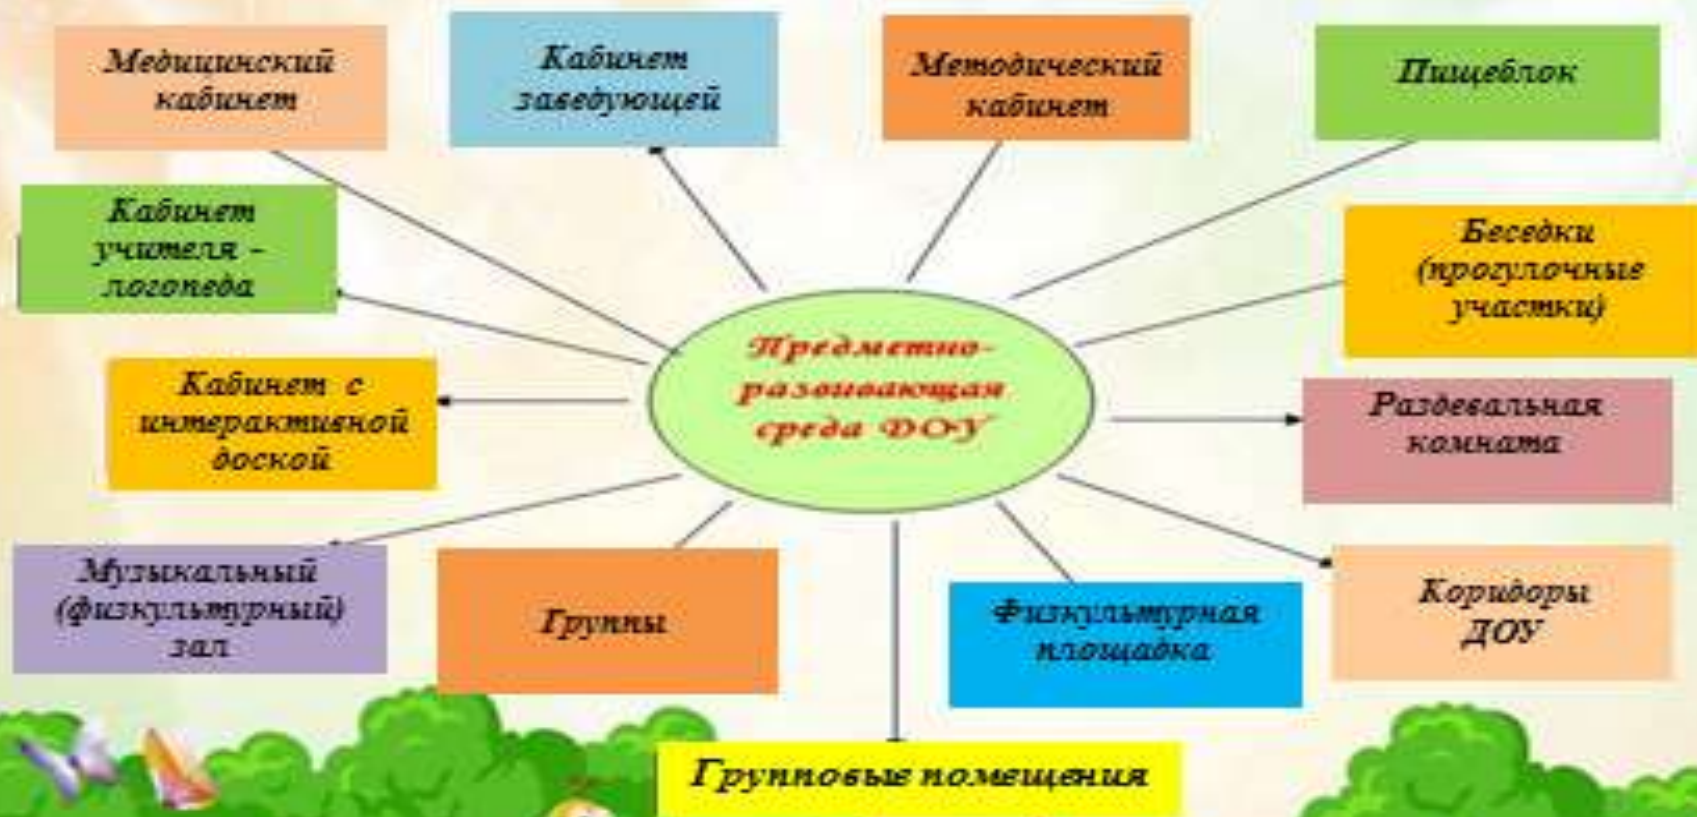 Медицинский
кабинет
Кабинет
заведующей
Методический
кабинет
Пищеблок
Кабинет
учителя -
логопеда
Беседки
(прогулочные
участки)
Предметно-
развивающая
среда ДОУ
Кабинет с
интерактивной
доской
Раздевальная
комната
Музыкальный
(физкультурный)
зал
Группы
Физкультурная
площадка
Коридоры
ДОУ
Групповые помещения